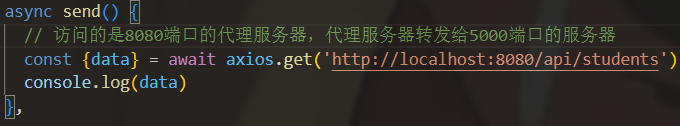 async send() {
// 访问的是8080端口的代理服务器，代理服务器转发给5000端口的服务器
const {data} = await axios.get('http://localhost:8080/api/students')
console.log(data)
},